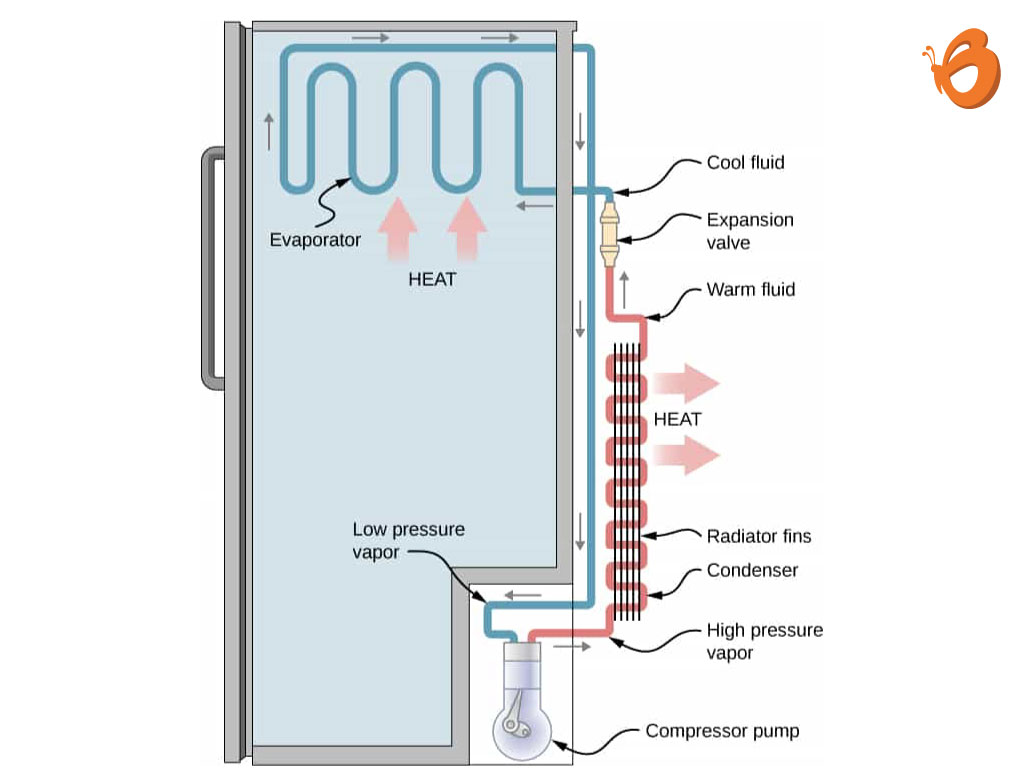 Cool fluid
Expansion
valve
Evaporator
HEAT
Warm fluid
HEAT
Low pressure
vapor
Radiator fins
Condenser
High pressure
vapor
Compressor pump